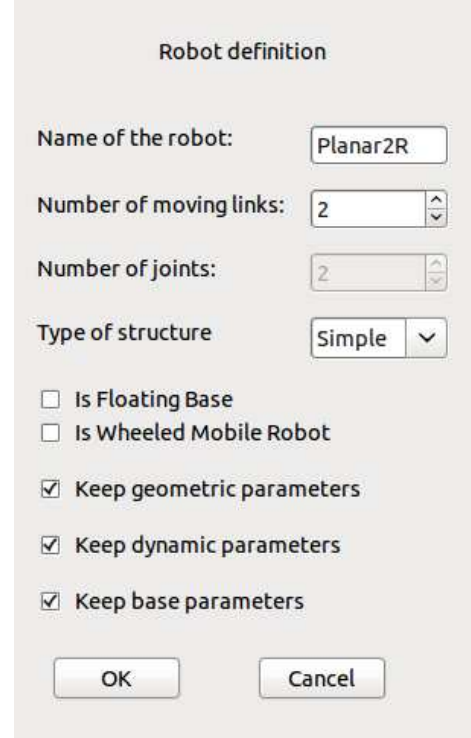 Robot definition
Name of the robot: Planar2R
Number of moving links: 2
Number of joints: 2
Type of structure Simple
Is Floating Base
Is Wheeled Mobile Robot
Keep geometric parameters
Keep dynamic parameters
Keep base parameters
OK Cancel